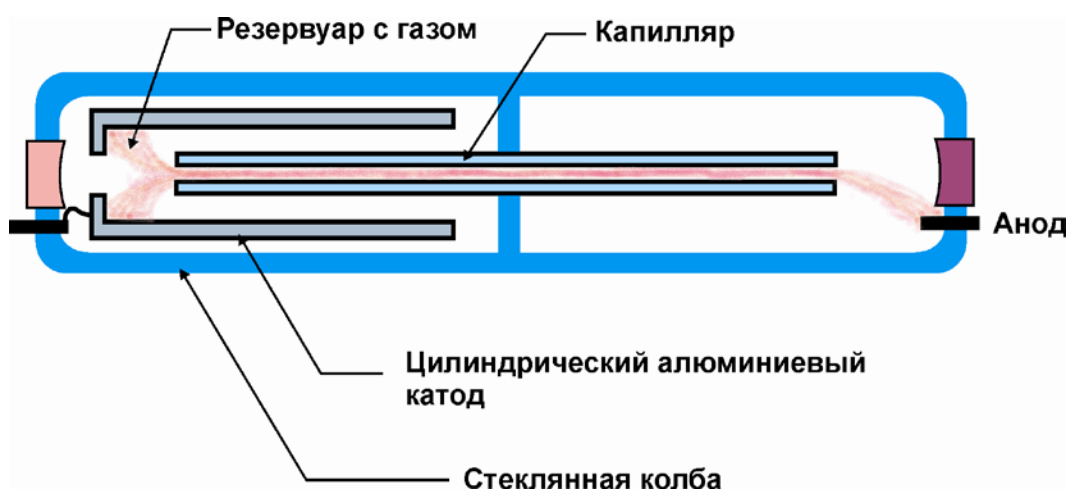 Резервуар с газом
Капилляр
Анод
Цилиндрический алюминиевый
катод
Стеклянная колба